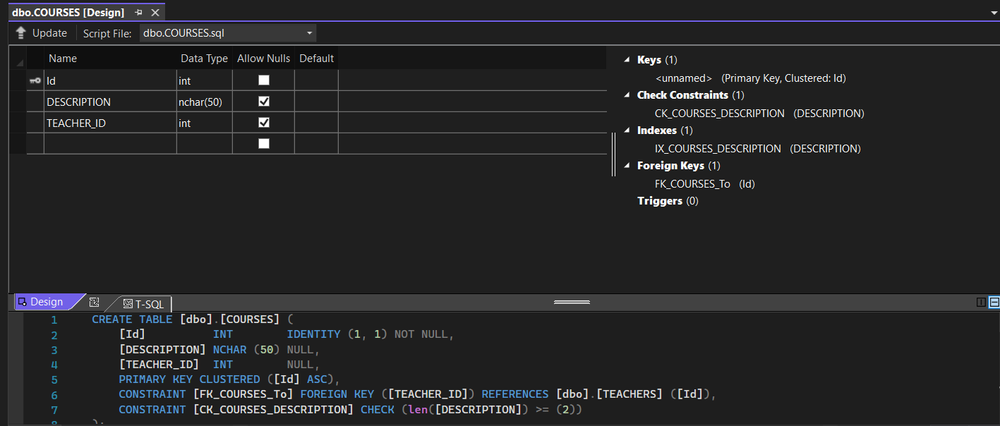 dbo.COURSES [Design]
Update Script File: dbo.COURSES.sql
Name Data Type Allow Nulls Default
Id int
DESCRIPTION nchar(50)
TEACHER_ID int
Keys (1)
<unnamed> (Primary Key, Clustered: Id)
Check Constraints (1)
CK_COURSES_DESCRIPTION (DESCRIPTION)
Indexes (1)
IX_COURSES_DESCRIPTION (DESCRIPTION)
Foreign Keys (1)
FK_COURSES_To (Id)
Triggers (0)
Design T-SQL
1 CREATE TABLE [dbo].[COURSES] (
2 [Id] INT IDENTITY (1, 1) NOT NULL,
3 [DESCRIPTION] NCHAR (50) NULL,
4 [TEACHER_ID] INT NULL,
5 PRIMARY KEY CLUSTERED ([Id] ASC),
6 CONSTRAINT [FK_COURSES_To] FOREIGN KEY ([TEACHER_ID]) REFERENCES [dbo].[TEACHERS] ([Id]),
7 CONSTRAINT [CK_COURSES_DESCRIPTION] CHECK (len([DESCRIPTION]) >= (2))
8 );